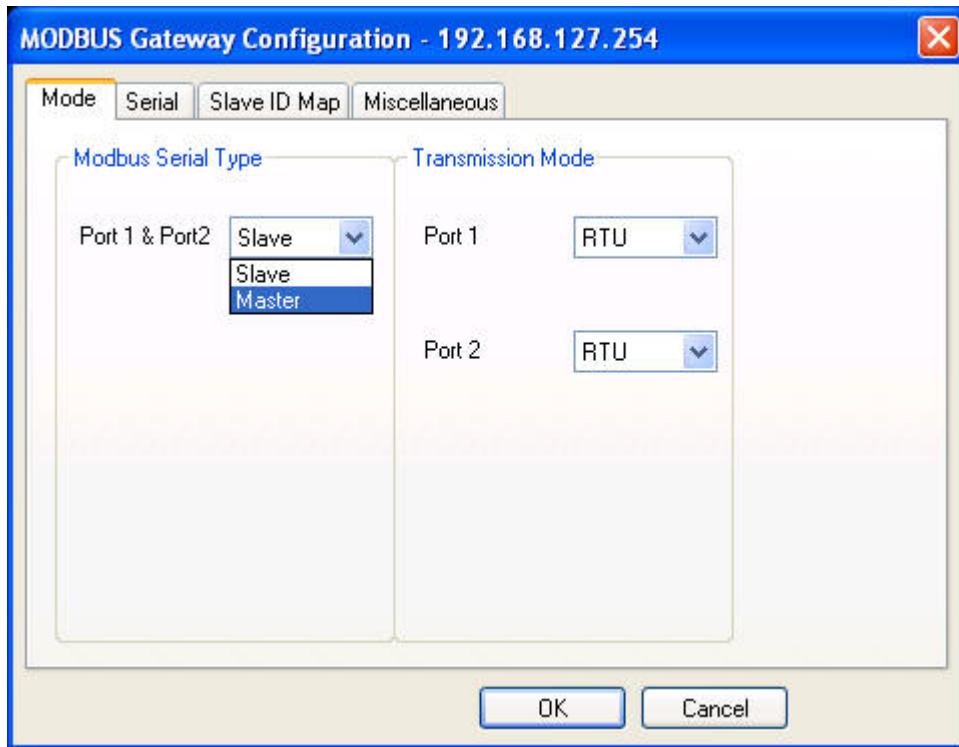 MODBUS Gateway Configuration - 192.168.127.254
Mode Serial Slave ID Map Miscellaneous
Modbus Serial Type
Port 1 & Port2 Slave
Slave
Master
Transmission Mode
Port 1 RTU
Port 2 RTU
OK Cancel